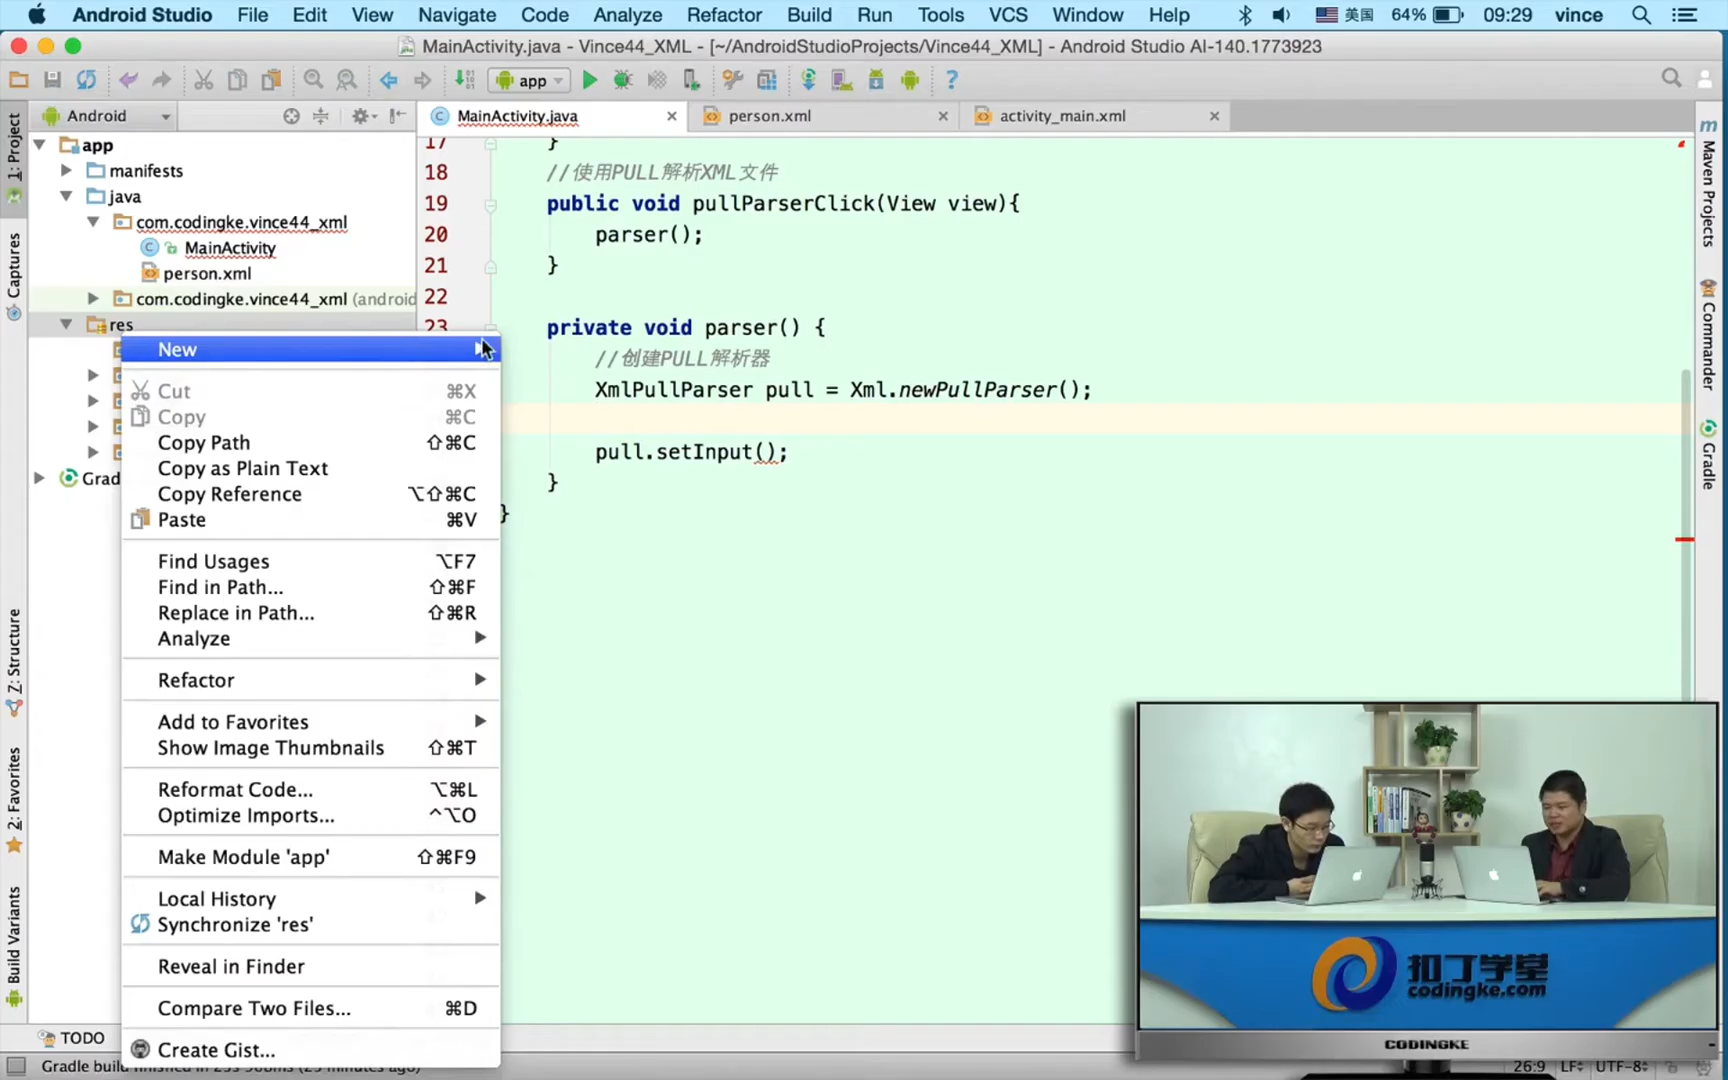 Android Studio File Edit View Navigate Code Analyze Refactor Build Run Tools VCS Window Help 美国 64% 09:29 vince
MainActivity.java - Vince44_XML - [~/AndroidStudioProjects/Vince44_XML] - Android Studio AI-140.1773923
app
Android
MainActivity.java person.xml activity_main.xml
1: Project
Captures
Z: Structure
2: Favorites
Build Variants
app
manifests
java
com.codingke.vince44_xml
MainActivity
person.xml
com.codingke.vince44_xml (android
res
Grad
17 }
18 //使用PULL解析XML文件
19 public void pullParserClick(View view){
20 parser();
21 }
22
23 private void parser() {
//创建PULL解析器
XmlPullParser pull = Xml.newPullParser();
pull.setInput();
}
}
New
Cut ⌘X
Copy ⌘C
Copy Path ⇧⌘C
Copy as Plain Text
Copy Reference ⌥⇧⌘C
Paste ⌘V
Find Usages ⌥F7
Find in Path... ⇧⌘F
Replace in Path... ⇧⌘R
Analyze
Refactor
Add to Favorites
Show Image Thumbnails ⇧⌘T
Reformat Code... ⌥⌘L
Optimize Imports... ^⌥O
Make Module 'app' ⇧⌘F9
Local History
Synchronize 'res'
Reveal in Finder
Compare Two Files... ⌘D
Create Gist...
m
Maven Projects
Commander
Gradle
扣丁学堂
codingke.com
CODINGKE
TODO
26:9 LF UTF-8